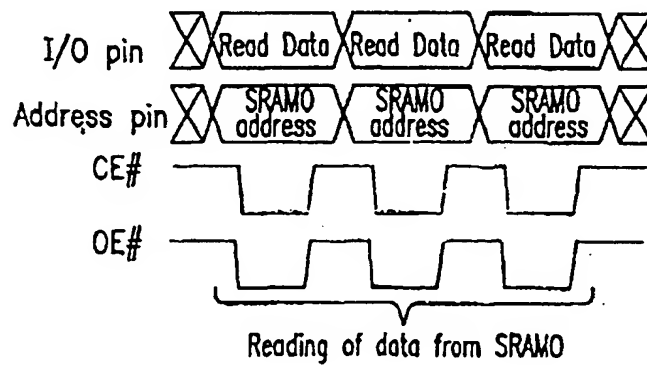 I/O pin Read Data Read Data Read Data
SRAM0 SRAM0 SRAM0
Address pin address address address
CE#
OE#
Reading of data from SRAM0